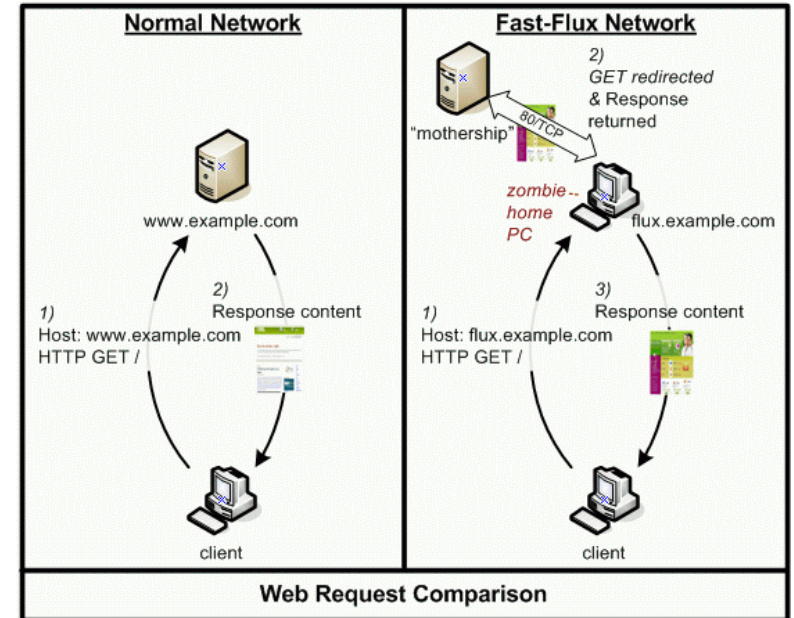 Normal Network
www.example.com
1)
Host: www.example.com
HTTP GET /
2)
Response content
client
Fast-Flux Network
"mothership"
80/TCP
2)
GET redirected
& Response
returned
zombie--
home
PC
flux.example.com
1)
Host: flux.example.com
HTTP GET /
3)
Response content
client
Web Request Comparison